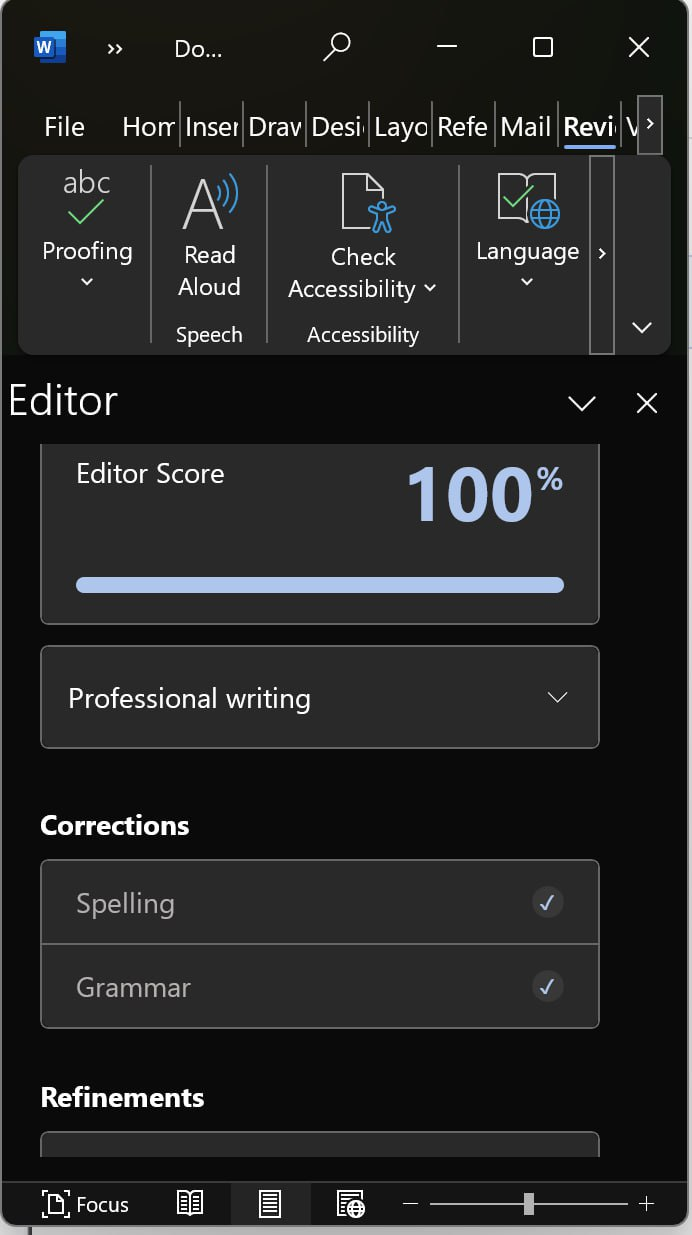 W Do...
File Hom Inser Draw Desi Layo Refe Mail Revi V
abc
Proofing
Read
Aloud
Speech
Check
Accessibility
Accessibility
Language
Editor
Editor Score
100%
Professional writing
Corrections
Spelling
Grammar
Refinements
Focus